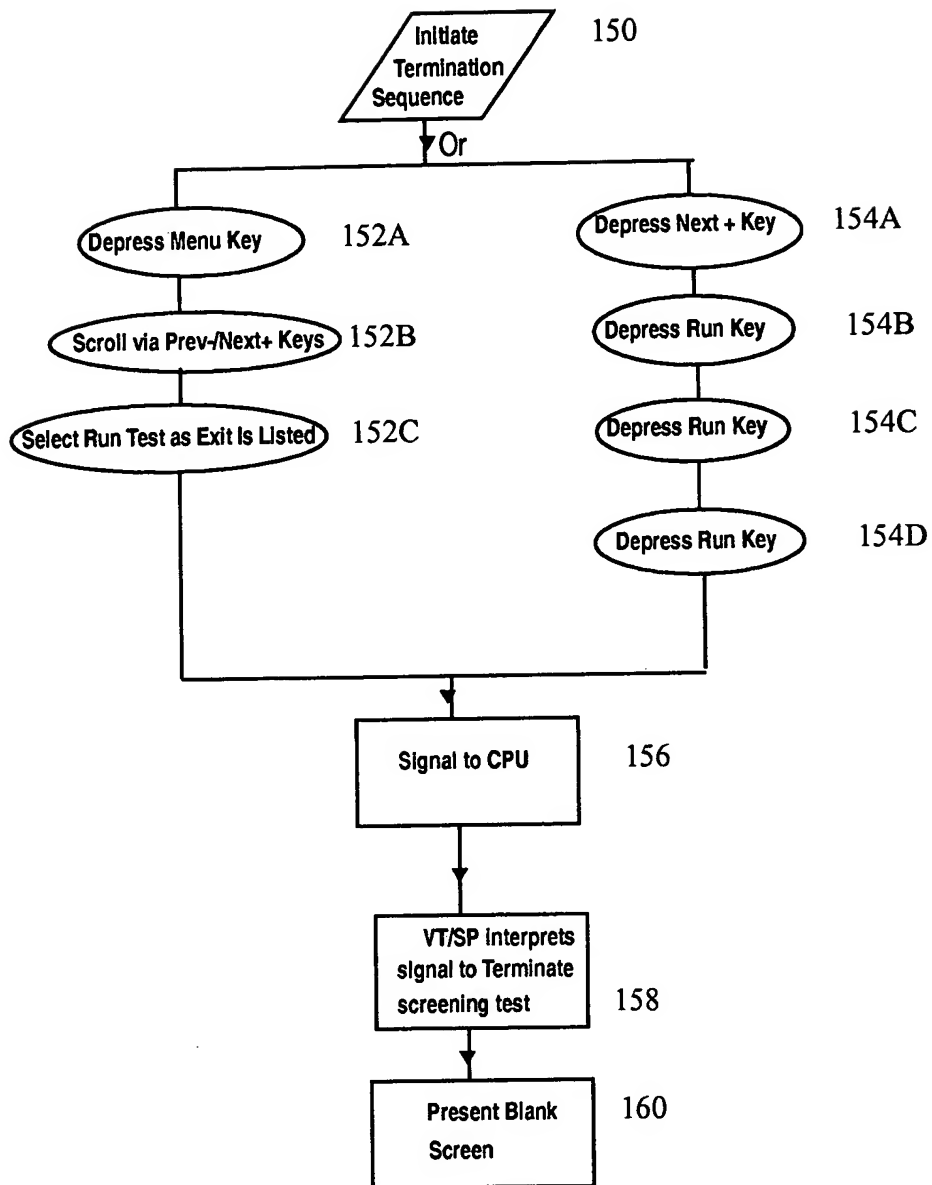 Initiate
Termination
Sequence
150
Or
Depress Menu Key
152A
Scroll via Prev-/Next+ Keys
152B
Select Run Test as Exit Is Listed
152C
Depress Next + Key
154A
Depress Run Key
154B
Depress Run Key
154C
Depress Run Key
154D
Signal to CPU
156
VT/SP interprets
signal to Terminate
screening test
158
Present Blank
Screen
160